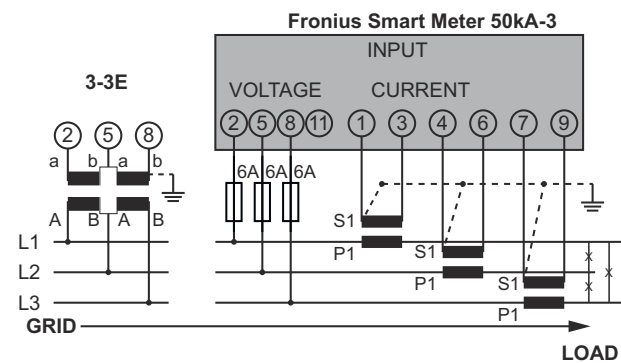 Fronius Smart Meter 50kA-3
INPUT
3-3E
VOLTAGE CURRENT
2 5 8 2 5 8 11 1 3 4 6 7 9
a b a b
6A 6A 6A
A B A B
S1
L1
P1 S1
L2
P1 S1
L3
P1
x
x
x
GRID
LOAD